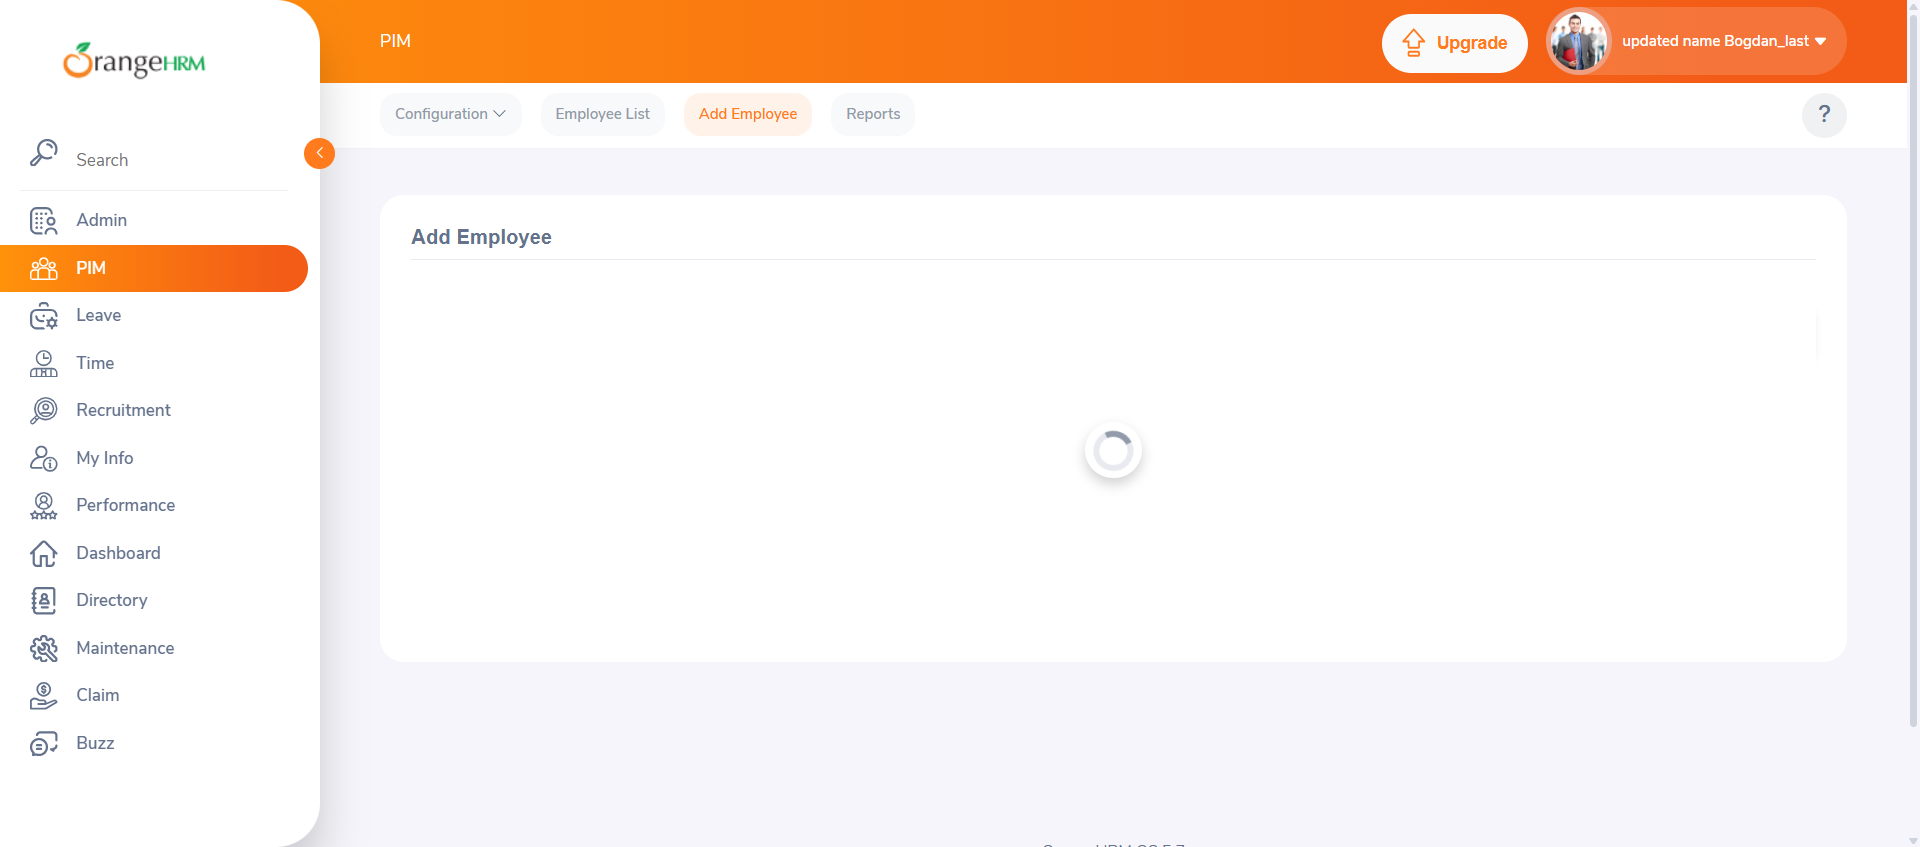 OrangeHRM
PIM
Upgrade
updated name Bogdan_last
Configuration
Employee List
Add Employee
Reports
?
Search
Admin
PIM
Leave
Time
Recruitment
My Info
Performance
Dashboard
Directory
Maintenance
Claim
Buzz
Add Employee